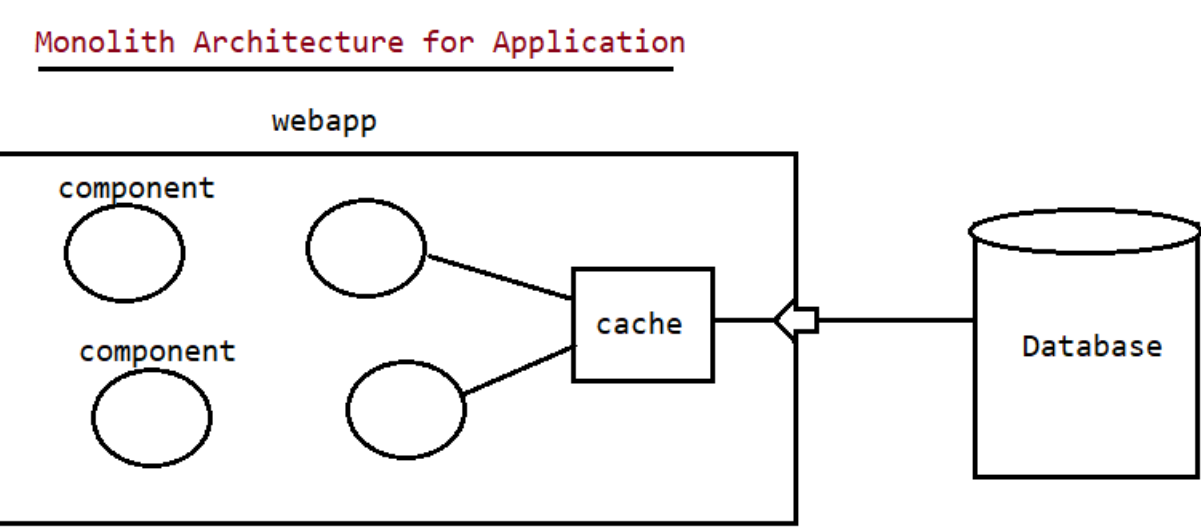 Monolith Architecture for Application
webapp
component
component
cache
Database